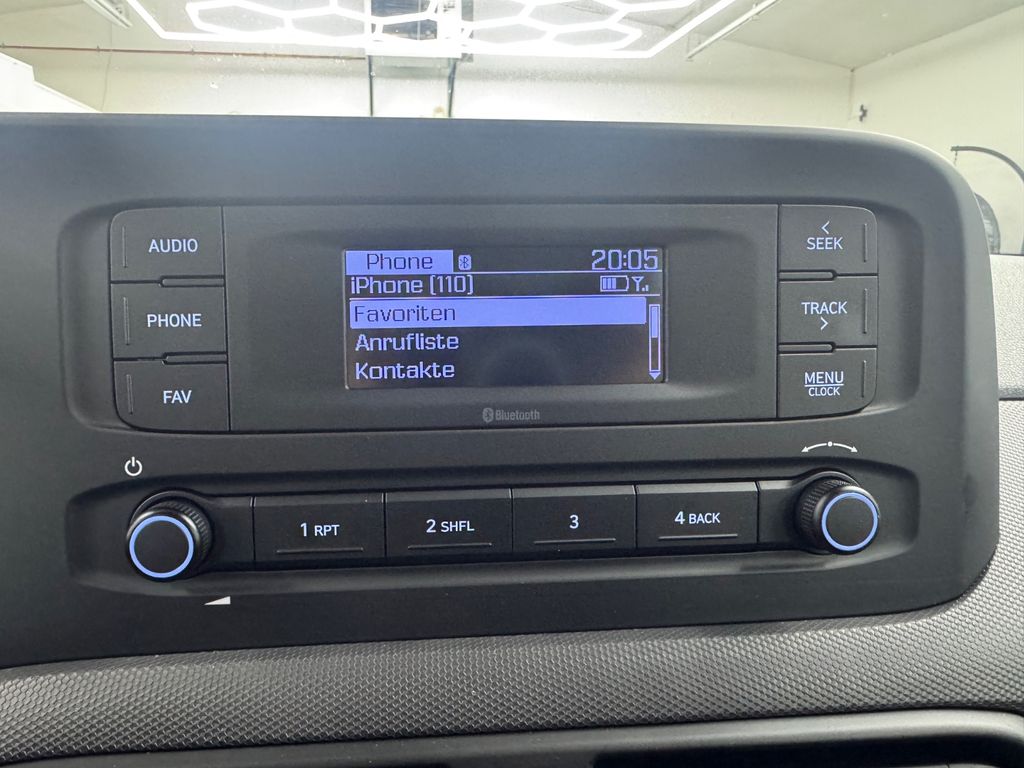 AUDIO
PHONE
FAV
Phone 20:05
iPhone (110)
Favoriten
Anrufliste
Kontakte
Bluetooth
< SEEK
TRACK >
MENU
CLOCK
1 RPT
2 SHFL
3
4 BACK